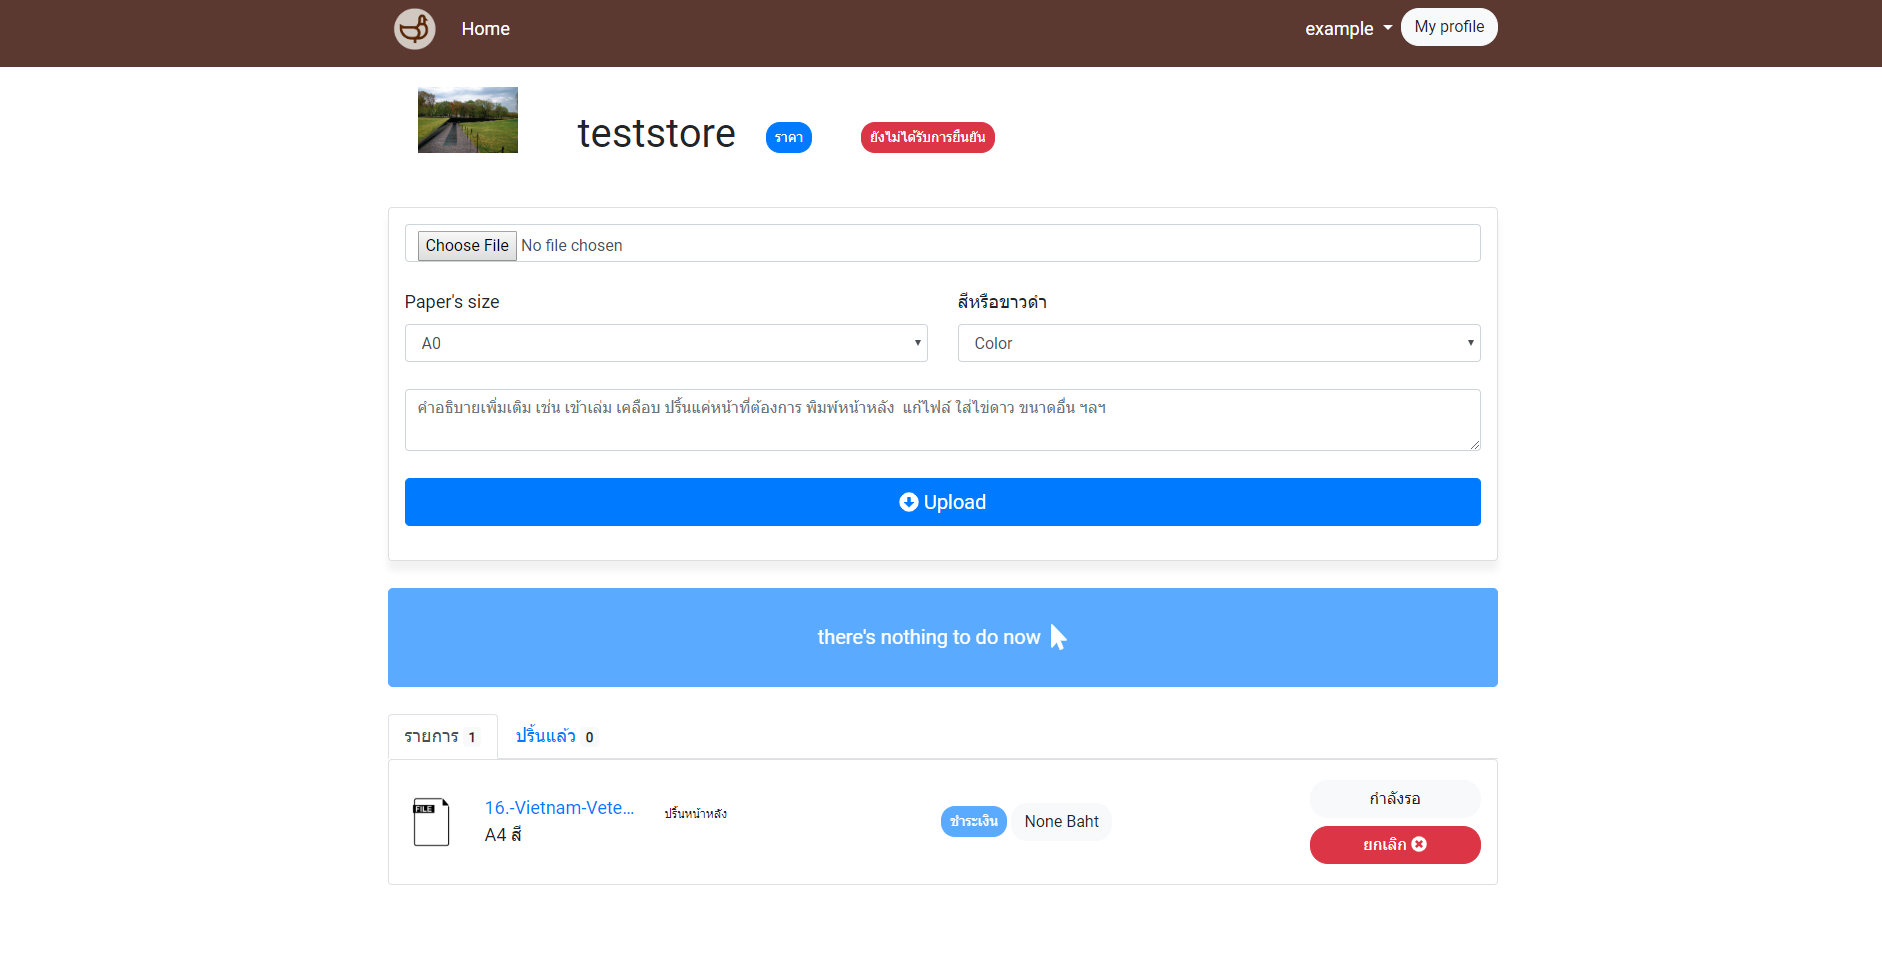 Home
example
My profile
teststore
ราคา
ยังไม่ได้รับการยืนยัน
Choose File No file chosen
Paper's size
สีหรือขาวดำ
A0
Color
คำอธิบายเพิ่มเติม เช่น เข้าเล่ม เคลือบ ปริ้นแค่หน้าที่ต้องการ พิมพ์หน้าหลัง แก้ไฟล์ ใส่ไข่ดาว ขนาดอื่น ฯลฯ
Upload
there's nothing to do now
รายการ 1
ปริ้นแล้ว 0
FILE
16.-Vietnam-Vete...
A4 สี
ปริ้นหน้าหลัง
ชำระเงิน
None Baht
กำลังรอ
ยกเลิก